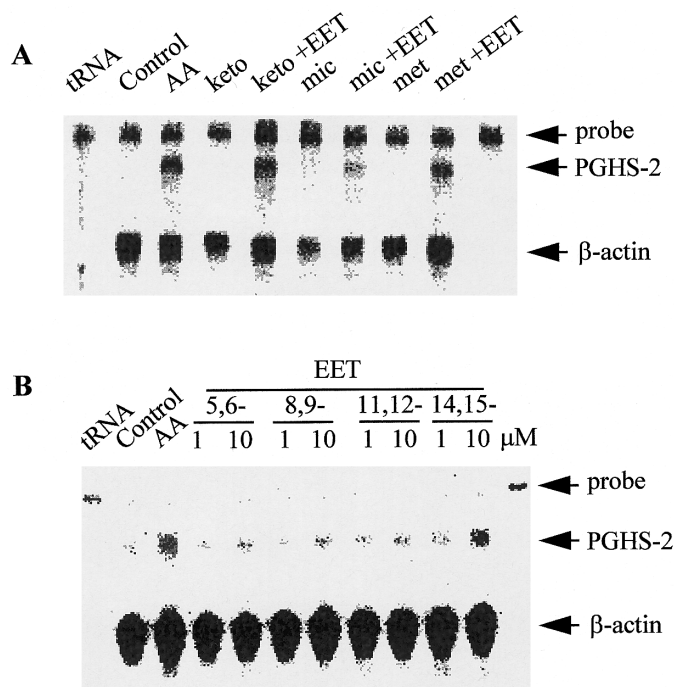 A
tRNA Control AA keto keto +EET mic mic +EET met met +EET
probe
PGHS-2
β-actin
B
EET
tRNA Control AA 5,6- 8,9- 11,12- 14,15-
1 10 1 10 1 10 1 10 μM
probe
PGHS-2
β-actin